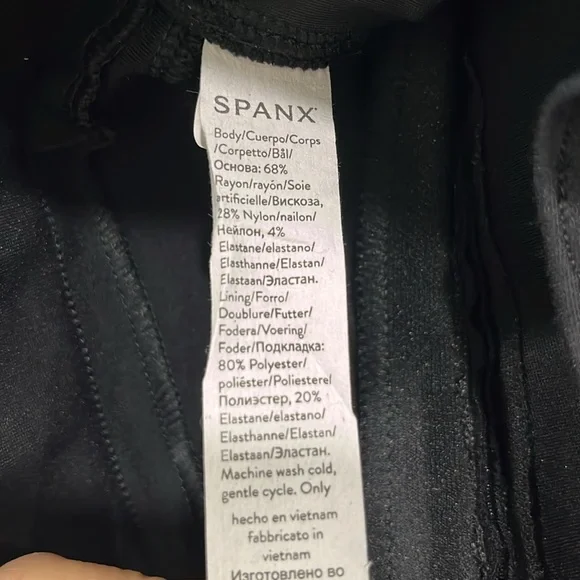 SPANX
Body/Cuerpo/Corps
/Corpetto/Bål/
Основа: 68%
Rayon/rayón/Soie
artificielle/Вискоза,
28% Nylon/nailon/
Нейлон, 4%
Elastane/elastano/
Elasthanne/Elastan/
Elastaan/Эластан.
Lining/Forro/
Doublure/Futter/
Fodera/Voering/
Foder/Подкладка:
80% Polyester/
poliéster/Poliesterel
Полиэстер, 20%
Elastane/elastano/
Elasthanne/Elastan/
Elastaan/Эластан.
Machine wash cold,
gentle cycle. Only
hecho en vietnam
fabbricato in
vietnam
Изготовлено во